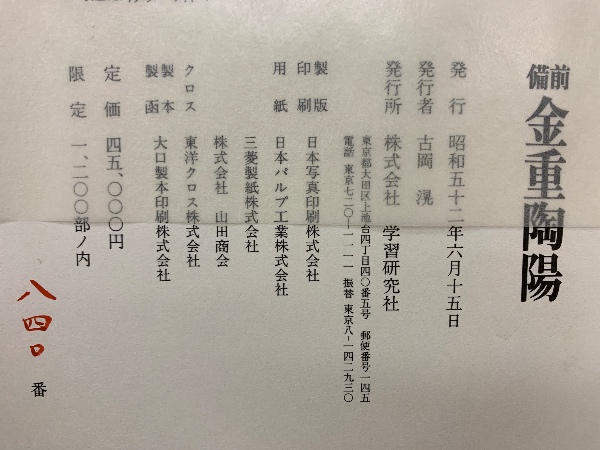 備前 金重陶陽
発行 昭和五十二年六月十五日
発行者 古岡 滉
発行所 株式会社 学習研究社
東京都大田区上池台四丁目四〇番五号 郵便番号一四五
電話 東京七二〇―一一一一 振替 東京八―一四二九三〇
製版 印刷 日本写真印刷株式会社
用紙 日本パルプ工業株式会社
三菱製紙株式会社
株式会社 山田商会
クロス 東洋クロス株式会社
製本 製函 大口製本印刷株式会社
定価 四五、〇〇〇円
限定 一、二〇〇部ノ内
八四〇 番